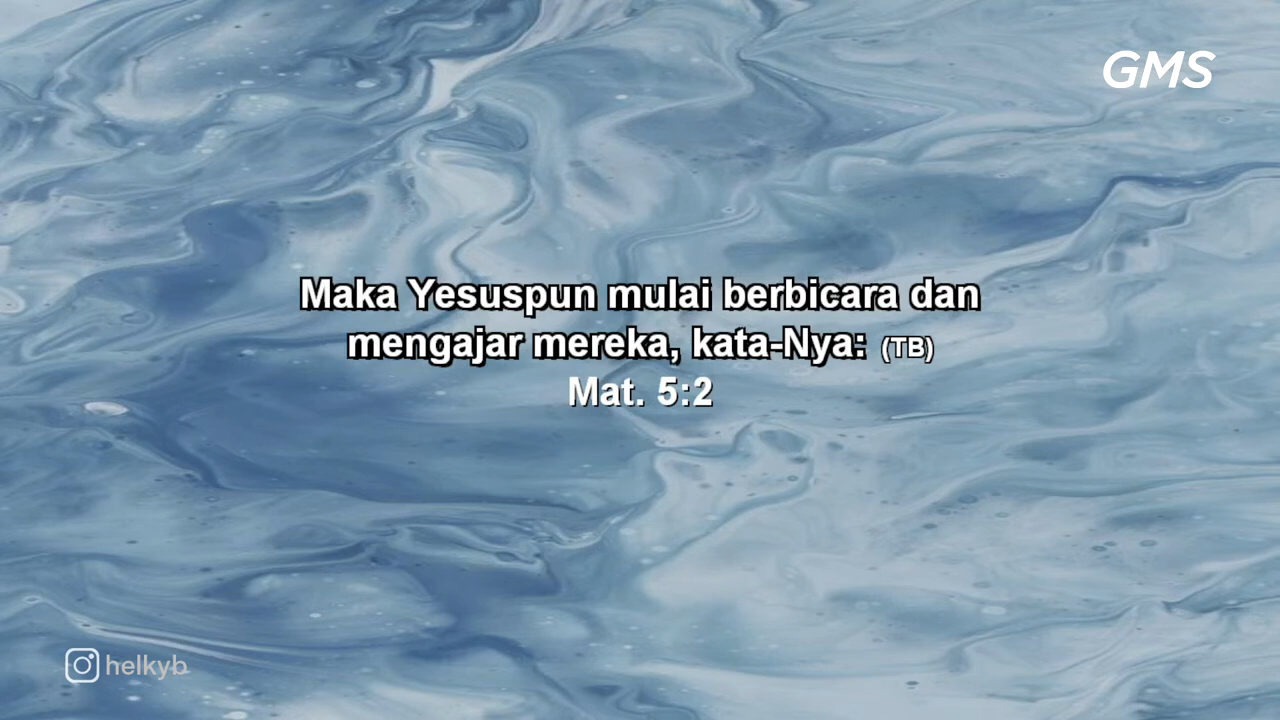 GMS
Maka Yesuspun mulai berbicara dan
mengajar mereka, kata-Nya: (TB)
Mat. 5:2
helkyb